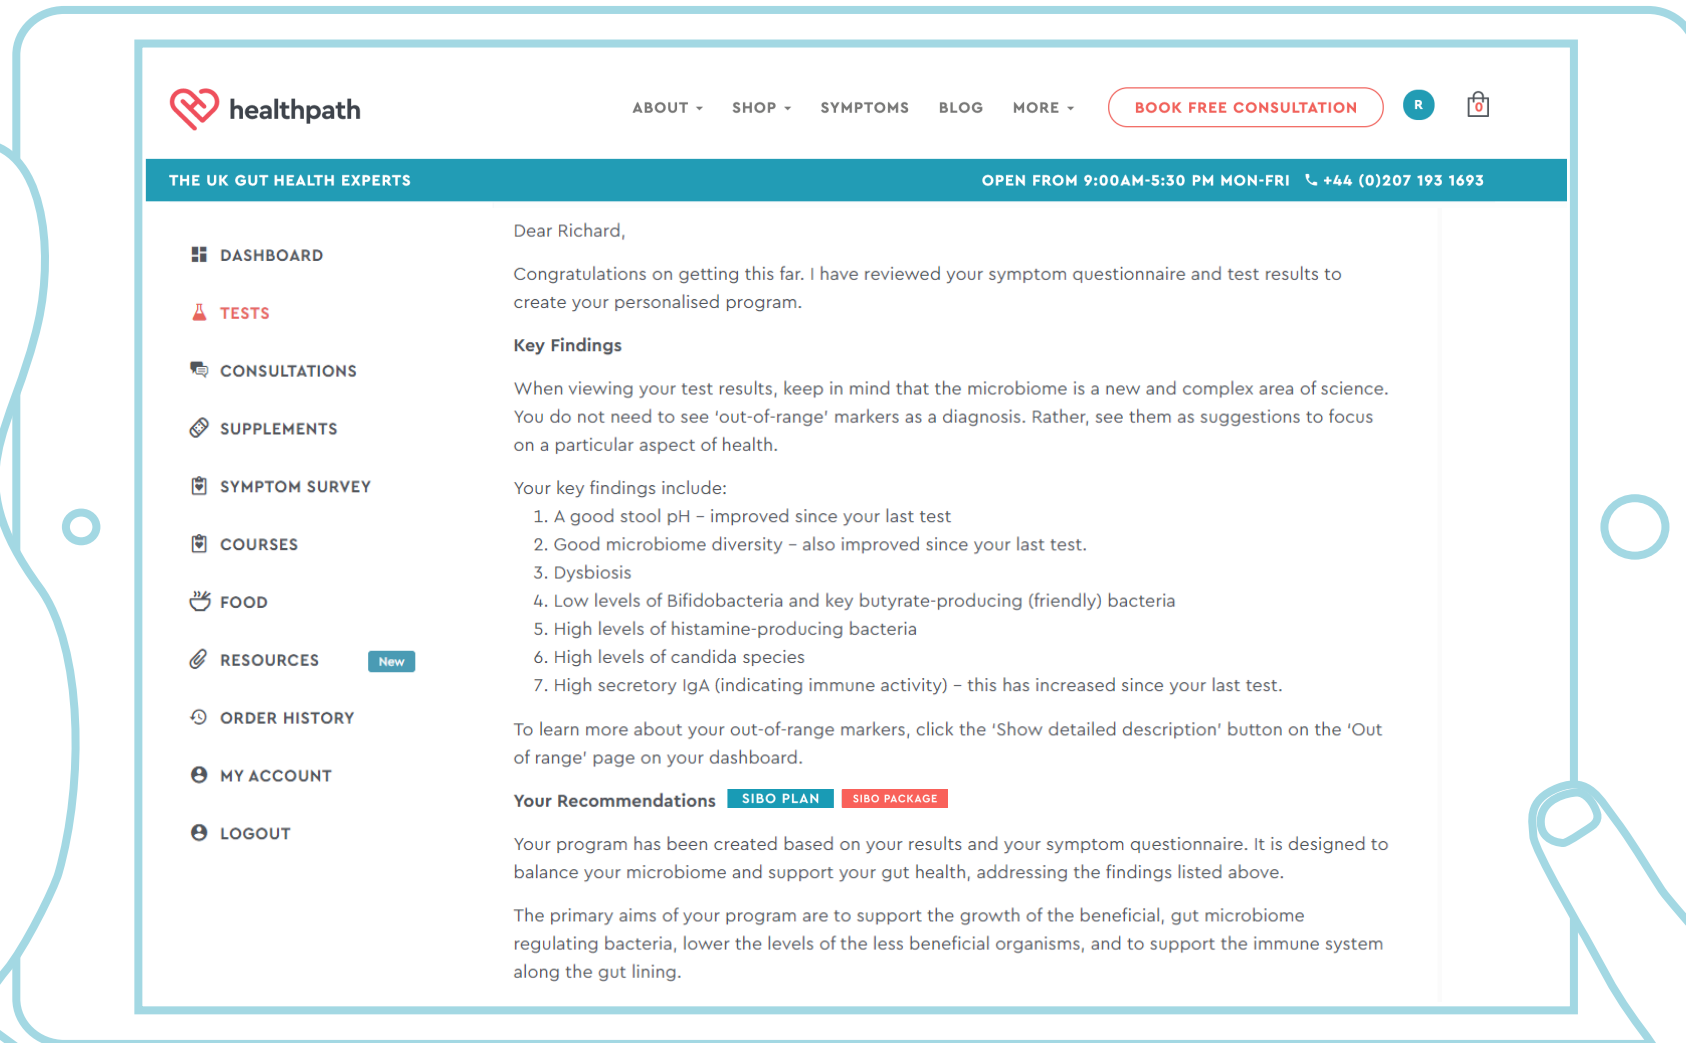 healthpath
ABOUT SHOP SYMPTOMS BLOG MORE BOOK FREE CONSULTATION R 0
THE UK GUT HEALTH EXPERTS OPEN FROM 9:00AM-5:30 PM MON-FRI +44 (0)207 193 1693
DASHBOARD
TESTS
CONSULTATIONS
SUPPLEMENTS
SYMPTOM SURVEY
COURSES
FOOD
RESOURCES New
ORDER HISTORY
MY ACCOUNT
LOGOUT
Dear Richard,
Congratulations on getting this far. I have reviewed your symptom questionnaire and test results to
create your personalised program.
Key Findings
When viewing your test results, keep in mind that the microbiome is a new and complex area of science.
You do not need to see ‘out-of-range’ markers as a diagnosis. Rather, see them as suggestions to focus
on a particular aspect of health.
Your key findings include:
1. A good stool pH – improved since your last test
2. Good microbiome diversity – also improved since your last test.
3. Dysbiosis
4. Low levels of Bifidobacteria and key butyrate-producing (friendly) bacteria
5. High levels of histamine-producing bacteria
6. High levels of candida species
7. High secretory IgA (indicating immune activity) – this has increased since your last test.
To learn more about your out-of-range markers, click the ‘Show detailed description’ button on the ‘Out
of range’ page on your dashboard.
Your Recommendations SIBO PLAN SIBO PACKAGE
Your program has been created based on your results and your symptom questionnaire. It is designed to
balance your microbiome and support your gut health, addressing the findings listed above.
The primary aims of your program are to support the growth of the beneficial, gut microbiome
regulating bacteria, lower the levels of the less beneficial organisms, and to support the immune system
along the gut lining.